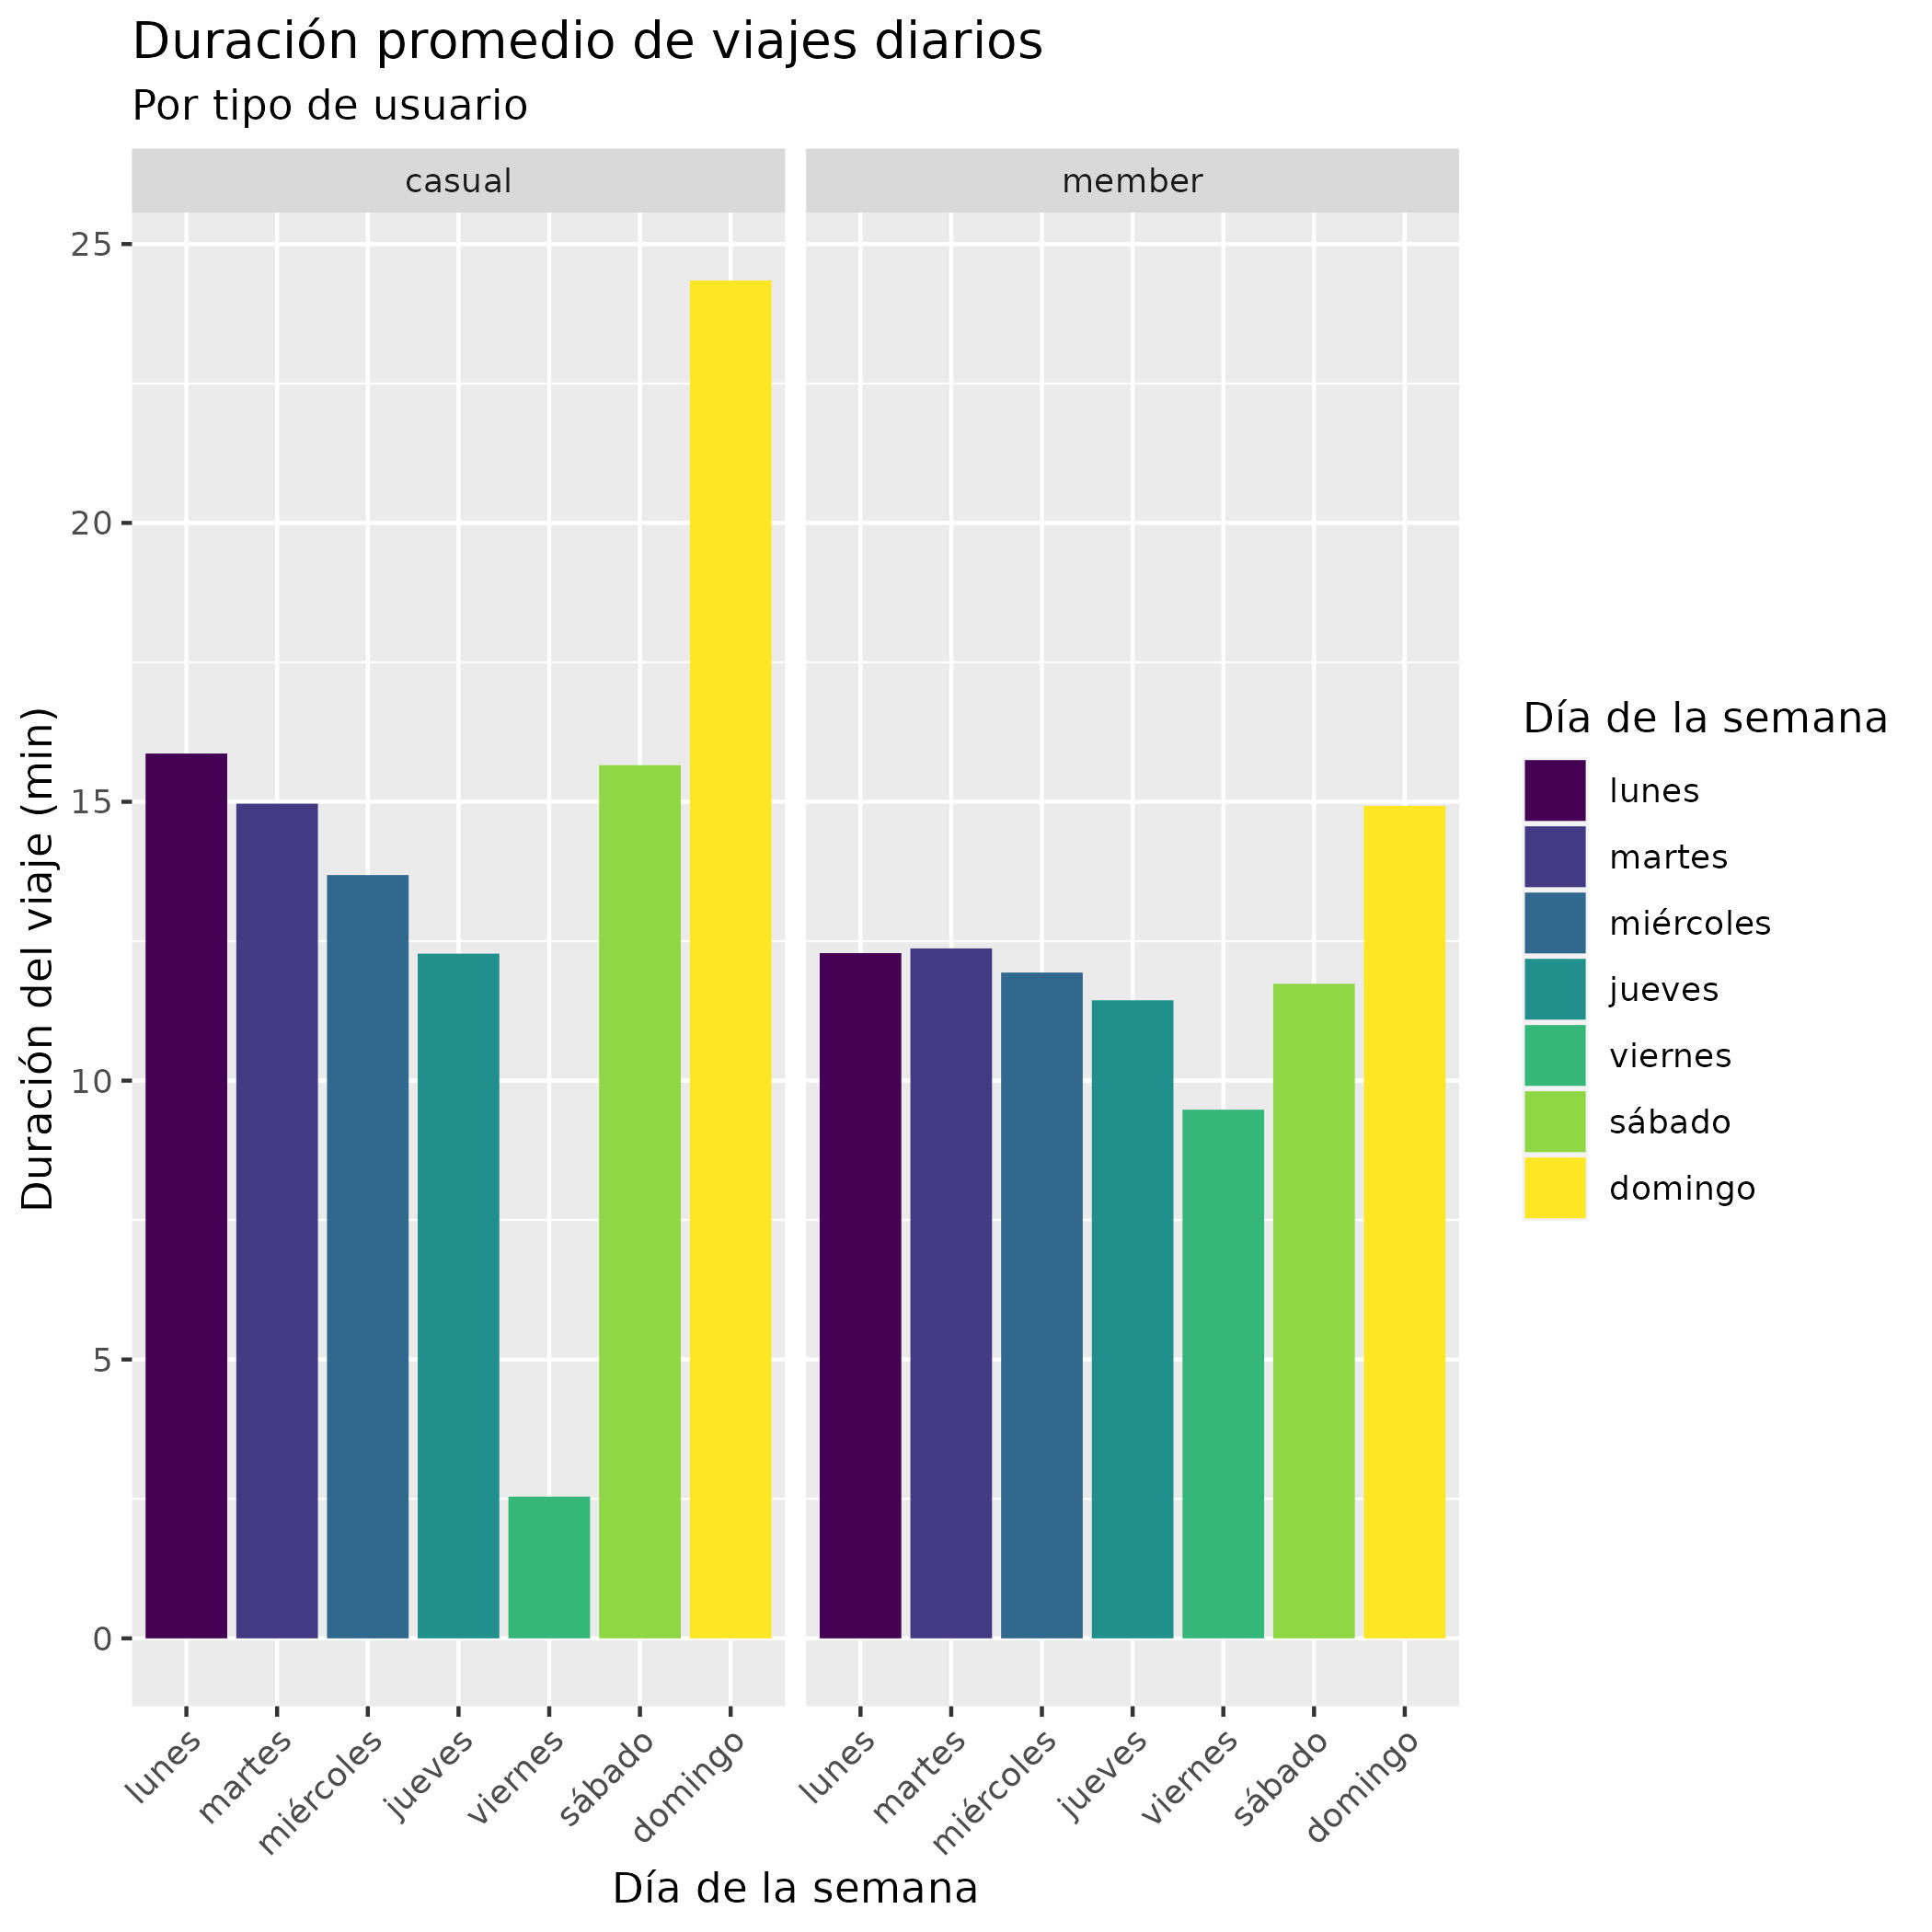 Duración promedio de viajes diarios
Por tipo de usuario
casual
member
Duración del viaje (min)
25
20
15
10
5
0
lunes
martes
miércoles
jueves
viernes
sábado
domingo
lunes
martes
miércoles
jueves
viernes
sábado
domingo
Día de la semana
Día de la semana
lunes
martes
miércoles
jueves
viernes
sábado
domingo